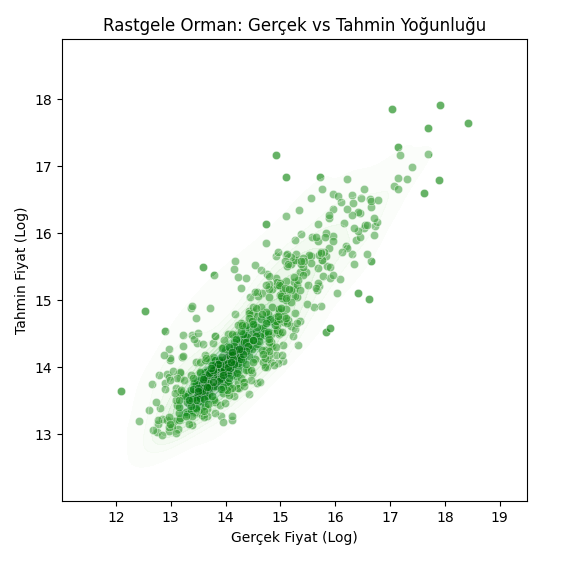 Rastgele Orman: Gerçek vs Tahmin Yoğunluğu
18
17
16
15
14
13
Tahmin Fiyat (Log)
12 13 14 15 16 17 18 19
Gerçek Fiyat (Log)